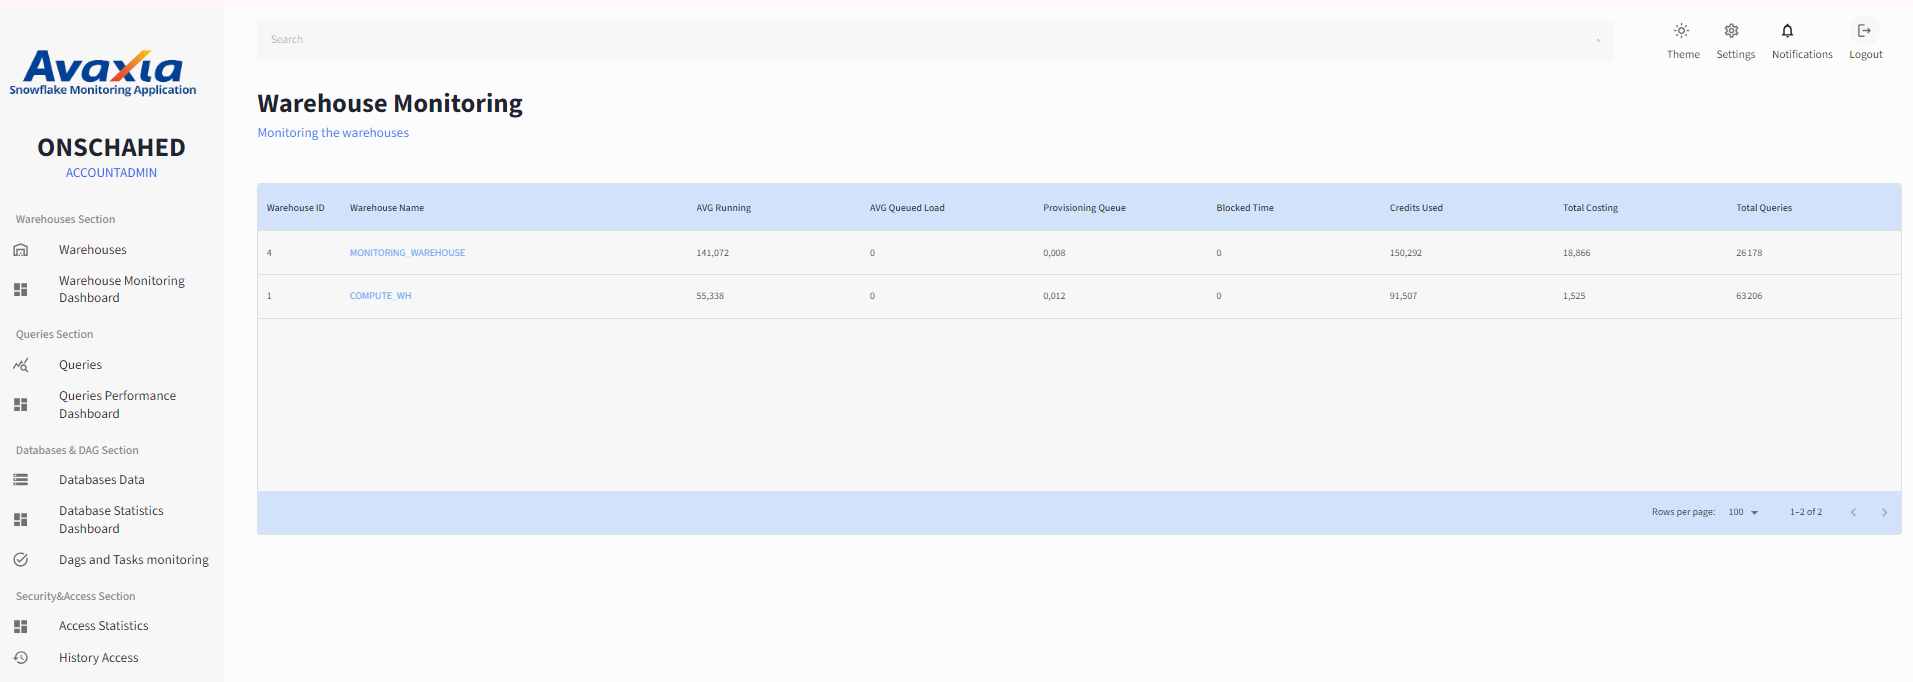 Avaxia
Snowflake Monitoring Application
ONSCHAHED
ACCOUNTADMIN
Warehouses Section
Warehouses
Warehouse Monitoring
Dashboard
Queries Section
Queries
Queries Performance
Dashboard
Databases & DAG Section
Databases Data
Database Statistics
Dashboard
Dags and Tasks monitoring
Security&Access Section
Access Statistics
History Access
Search
Theme Settings Notifications Logout
Warehouse Monitoring
Monitoring the warehouses
Warehouse ID Warehouse Name AVG Running AVG Queued Load Provisioning Queue Blocked Time Credits Used Total Costing Total Queries
4 MONITORING_WAREHOUSE 141,072 0 0,008 0 150,292 18,866 26 178
1 COMPUTE_WH 55,338 0 0,012 0 91,507 1,525 63 206
Rows per page: 100 1–2 of 2